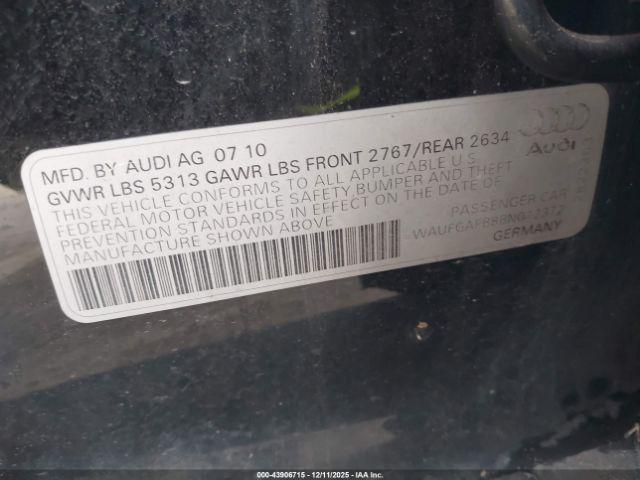 MFD. BY AUDI AG 07 10
GVWR LBS 5313 GAWR LBS FRONT 2767/REAR 2634
THIS VEHICLE CONFORMS TO ALL APPLICABLE U.S.
FEDERAL MOTOR VEHICLE SAFETY, BUMPER AND THEFT
PREVENTION STANDARDS IN EFFECT ON THE DATE OF
MANUFACTURE SHOWN ABOVE
Audi
PASSENGER CAR
GERMANY
00-43906715 - 12/11/2025 - IAA Inc.